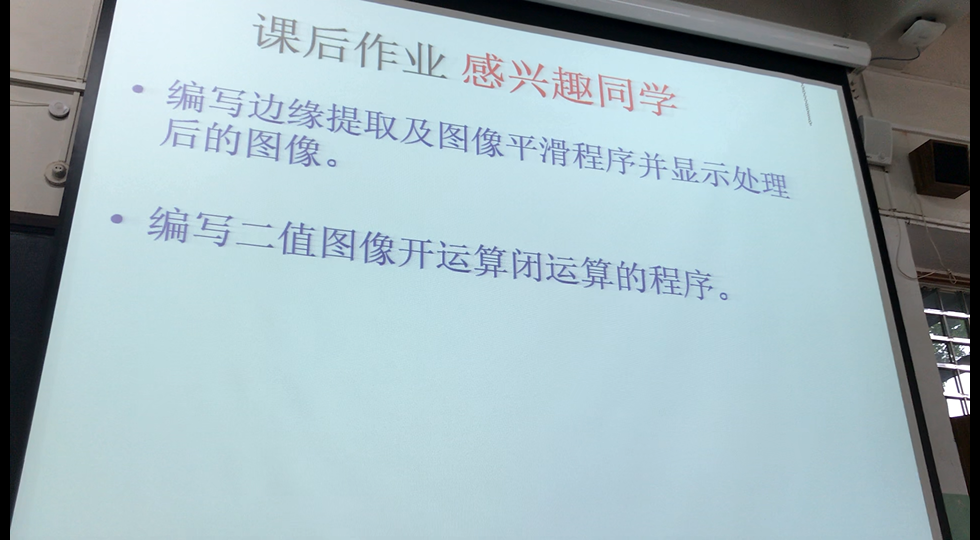 课后作业 感兴趣同学
• 编写边缘提取及图像平滑程序并显示处理
后的图像。
• 编写二值图像开运算闭运算的程序。